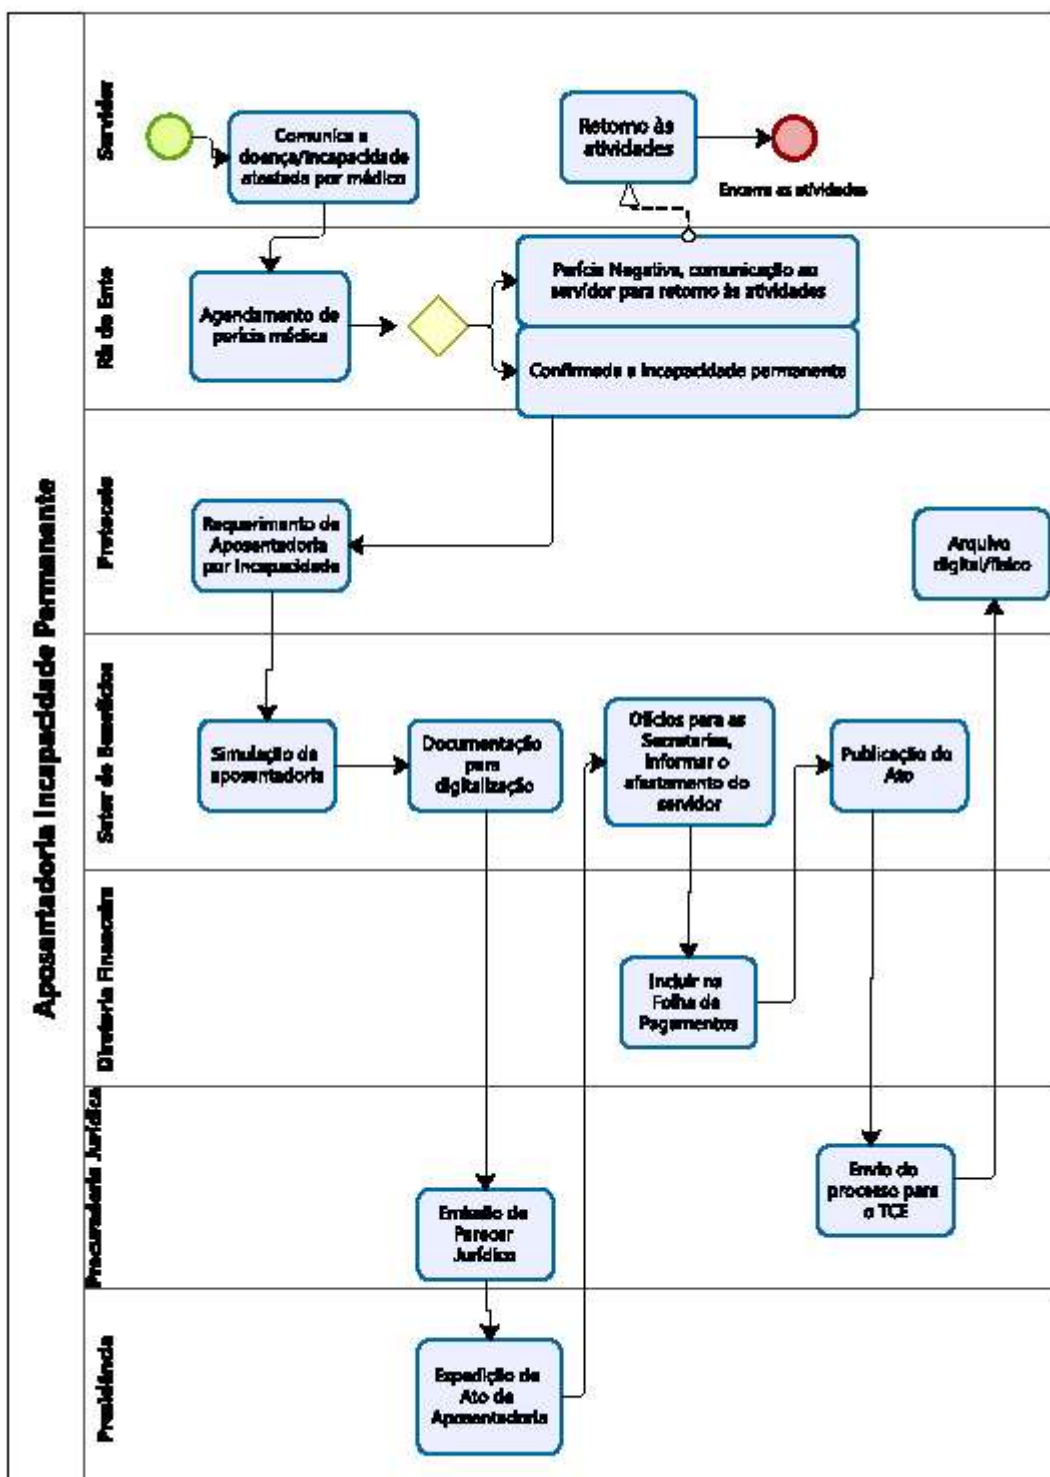 Aposentadoria Incapacidade Permanente
Servidor
Comunica a
doença/incapacidade
atestada por médico
Retorno às
atividades
Encerra as atividades
Rh do Ente
Agendamento de
perícia médica
Perícia Negativa, comunicação ao
servidor para retorno às atividades
Confirmada a incapacidade permanente
Protocolo
Requerimento de
Aposentadoria
por Incapacidade
Arquivo
digital/físico
Setor de Benefícios
Simulação da
aposentadoria
Documentação
para
digitalização
Ofícios para as
Secretarias,
informar o
afastamento do
servidor
Publicação do
Ato
Diretoria Financeira
Incluir na
Folha de
Pagamentos
Procuradoria Jurídica
Emissão de
Parecer
Jurídico
Envio do
processo para
o TCE
Presidência
Expedição de
Ato de
Aposentadoria